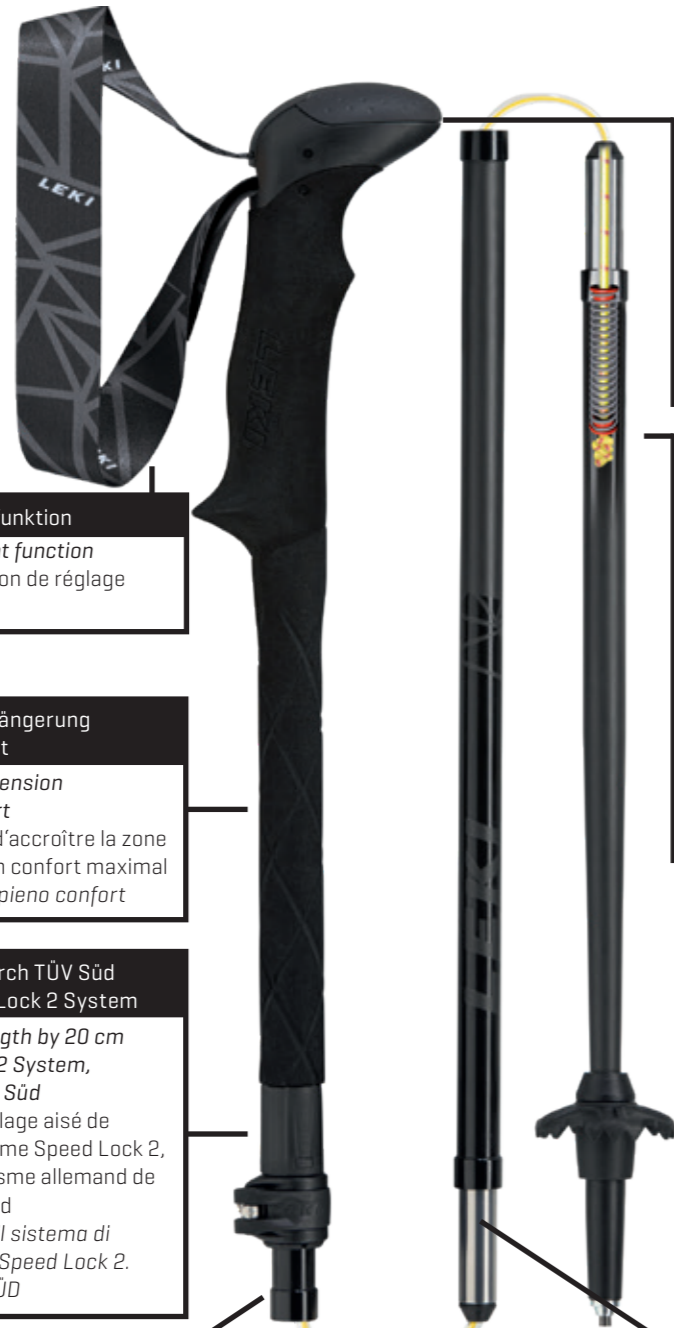 KI
LEKI
LEKI
LEKI
unktion
t function
on de réglage
ängerung
t
ension
rt
d‘accroître la zone
n confort maximal
pieno confort
rch TÜV Süd
Lock 2 System
gth by 20 cm
2 System,
Süd
lage aisé de
me Speed Lock 2,
sme allemand de
d
l sistema di
Speed Lock 2.
ÜD
LEKI